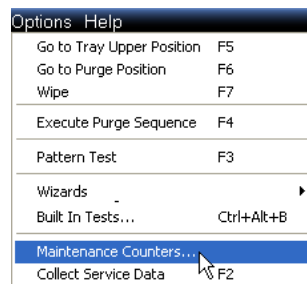 Options Help
Go to Tray Upper Position F5
Go to Purge Position F6
Wipe F7
Execute Purge Sequence F4
Pattern Test F3
Wizards
Built In Tests... Ctrl+Alt+B
Maintenance Counters...
Collect Service Data F2